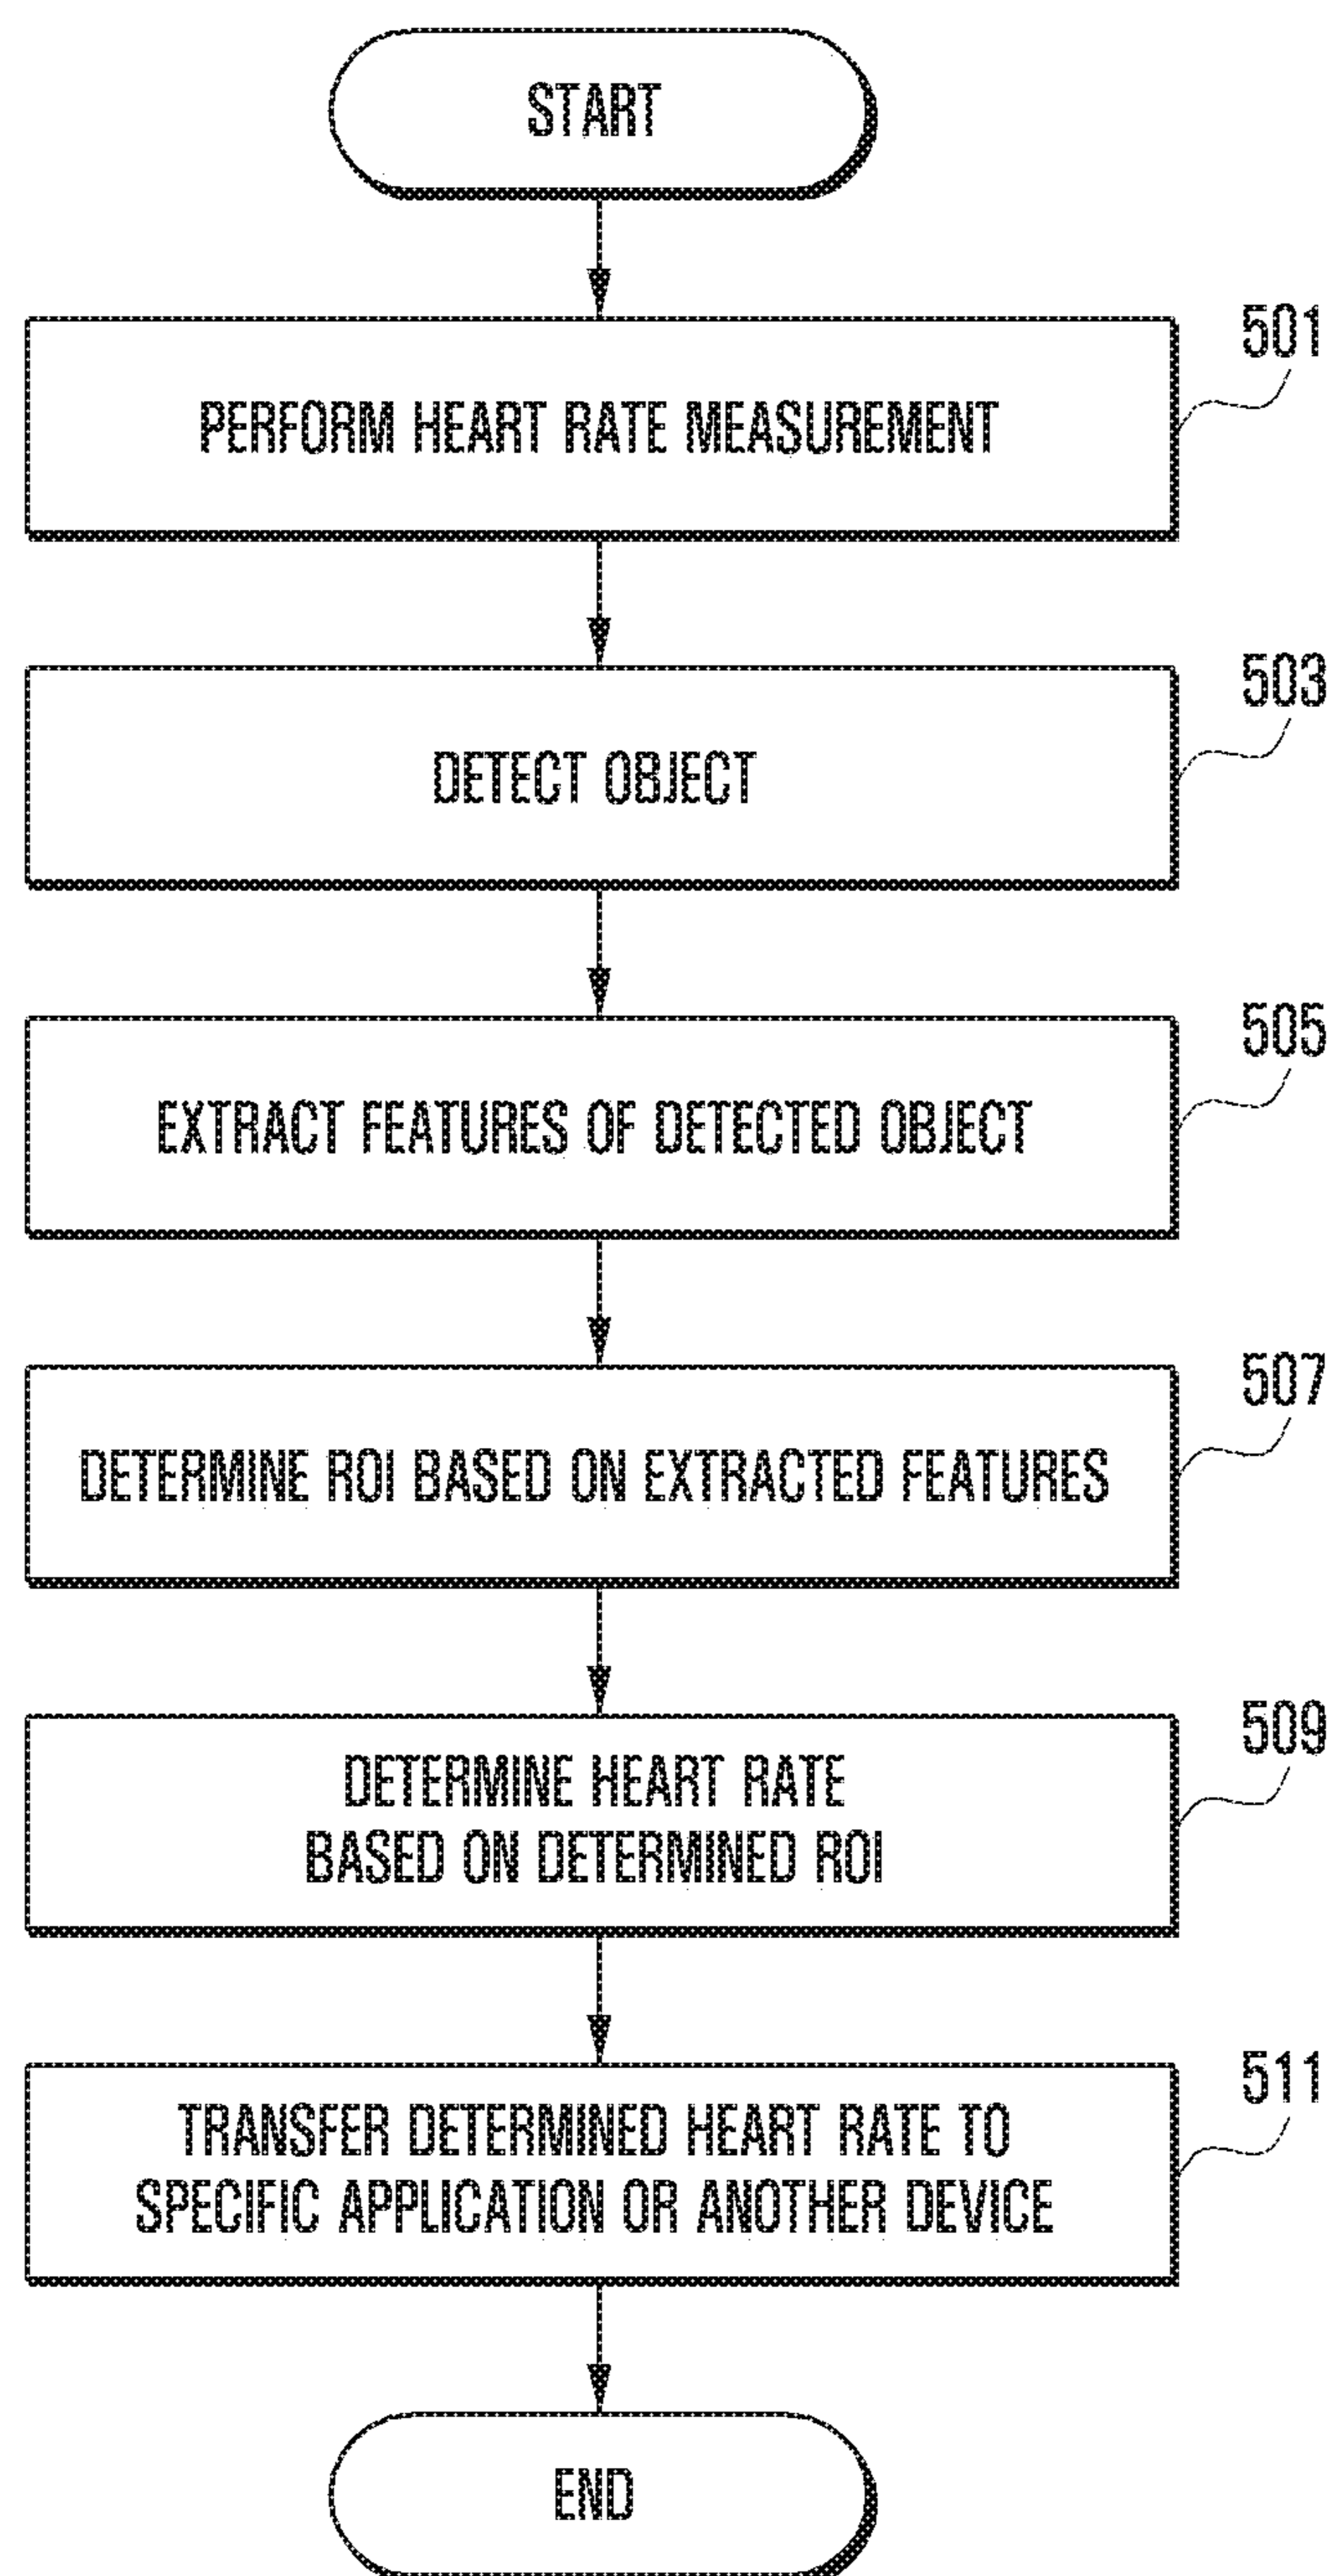 START
501
PERFORM HEART RATE MEASUREMENT
503
DETECT OBJECT
505
EXTRACT FEATURES OF DETECTED OBJECT
507
DETERMINE ROI BASED ON EXTRACTED FEATURES
509
DETERMINE HEART RATE
BASED ON DETERMINED ROI
511
TRANSFER DETERMINED HEART RATE TO
SPECIFIC APPLICATION OR ANOTHER DEVICE
END